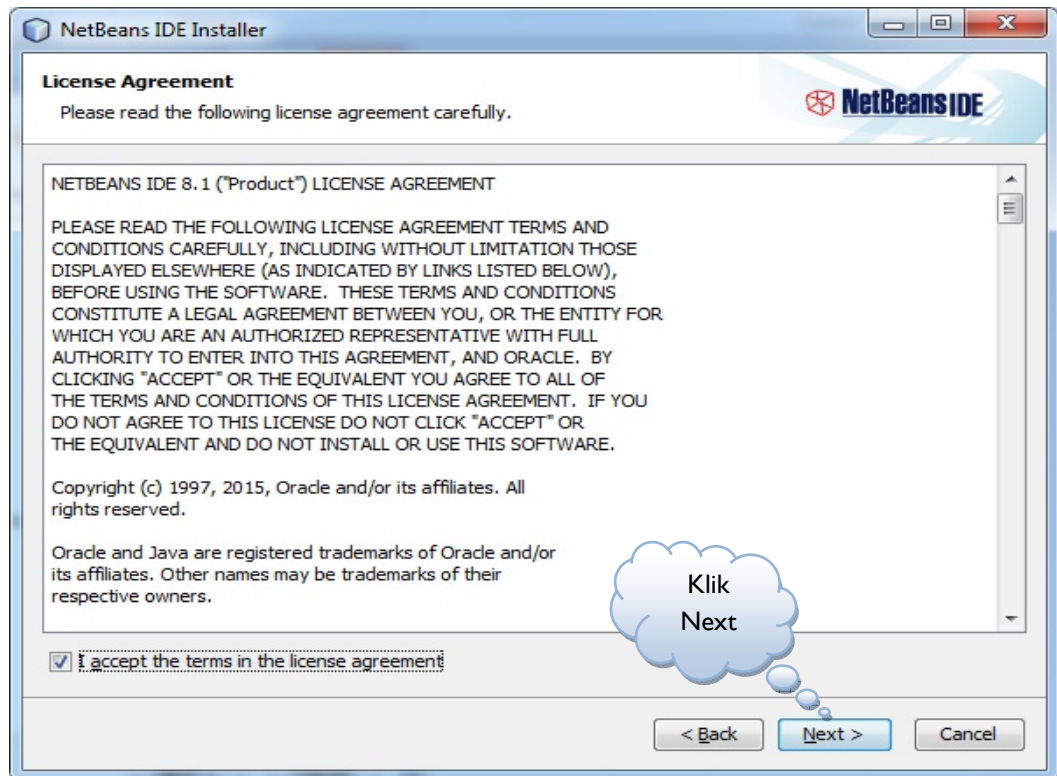 NetBeans IDE Installer
License Agreement
Please read the following license agreement carefully.
NetBeans IDE
NETBEANS IDE 8.1 ("Product") LICENSE AGREEMENT
PLEASE READ THE FOLLOWING LICENSE AGREEMENT TERMS AND
CONDITIONS CAREFULLY, INCLUDING WITHOUT LIMITATION THOSE
DISPLAYED ELSEWHERE (AS INDICATED BY LINKS LISTED BELOW),
BEFORE USING THE SOFTWARE.  THESE TERMS AND CONDITIONS
CONSTITUTE A LEGAL AGREEMENT BETWEEN YOU, OR THE ENTITY FOR
WHICH YOU ARE AN AUTHORIZED REPRESENTATIVE WITH FULL
AUTHORITY TO ENTER INTO THIS AGREEMENT, AND ORACLE.  BY
CLICKING "ACCEPT" OR THE EQUIVALENT YOU AGREE TO ALL OF
THE TERMS AND CONDITIONS OF THIS LICENSE AGREEMENT.  IF YOU
DO NOT AGREE TO THIS LICENSE DO NOT CLICK "ACCEPT" OR
THE EQUIVALENT AND DO NOT INSTALL OR USE THIS SOFTWARE.
Copyright (c) 1997, 2015, Oracle and/or its affiliates. All
rights reserved.
Oracle and Java are registered trademarks of Oracle and/or
its affiliates. Other names may be trademarks of their
respective owners.
Klik
Next
I accept the terms in the license agreement
< Back
Next >
Cancel